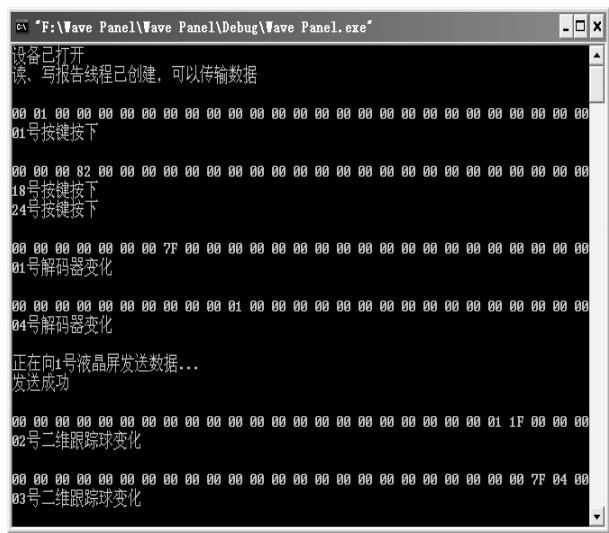 "F:\Wave Panel\Wave Panel\Debug\Wave Panel.exe"
设备已打开
读、写报告线程已创建，可以传输数据
00 01 00 00 00 00 00 00 00 00 00 00 00 00 00 00 00 00 00 00 00 00 00 00 00 00 00
01号按键按下
00 00 00 82 00 00 00 00 00 00 00 00 00 00 00 00 00 00 00 00 00 00 00 00 00 00 00
18号按键按下
24号按键按下
00 00 00 00 00 00 00 7F 00 00 00 00 00 00 00 00 00 00 00 00 00 00 00 00 00 00 00
01号解码器变化
00 00 00 00 00 00 00 00 00 00 01 00 00 00 00 00 00 00 00 00 00 00 00 00 00 00 00
04号解码器变化
正在向1号液晶屏发送数据...
发送成功
00 00 00 00 00 00 00 00 00 00 00 00 00 00 00 00 00 00 00 00 00 00 01 1F 00 00 00
02号二维跟踪球变化
00 00 00 00 00 00 00 00 00 00 00 00 00 00 00 00 00 00 00 00 00 00 00 00 7F 04 00
03号二维跟踪球变化